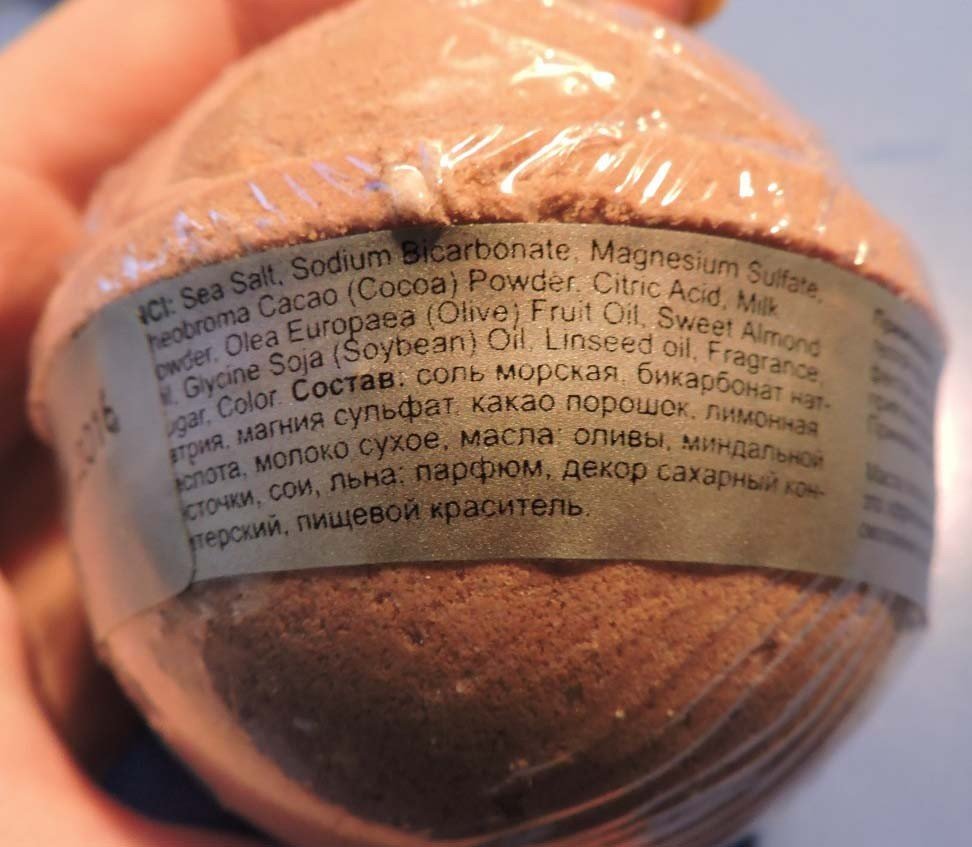 NCI: Sea Salt, Sodium Bicarbonate, Magnesium Sulfate,
heobroma Cacao (Cocoa) Powder, Citric Acid, Milk
owder, Olea Europaea (Olive) Fruit Oil, Sweet Almond
il, Glycine Soja (Soybean) Oil, Linseed oil, Fragrance,
ugar, Color. Состав: соль морская, бикарбонат нат-
атрия, магния сульфат, какао порошок, лимонная
ислота, молоко сухое, масла: оливы, миндальной
осточки, сои, льна; парфюм, декор сахарный кон-
итерский, пищевой краситель.